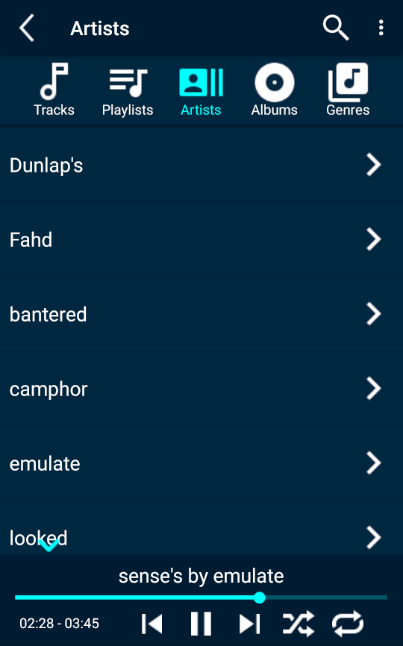 Artists
Tracks Playlists Artists Albums Genres
Dunlap's
Fahd
bantered
camphor
emulate
looked
sense's by emulate
02:28 - 03:45